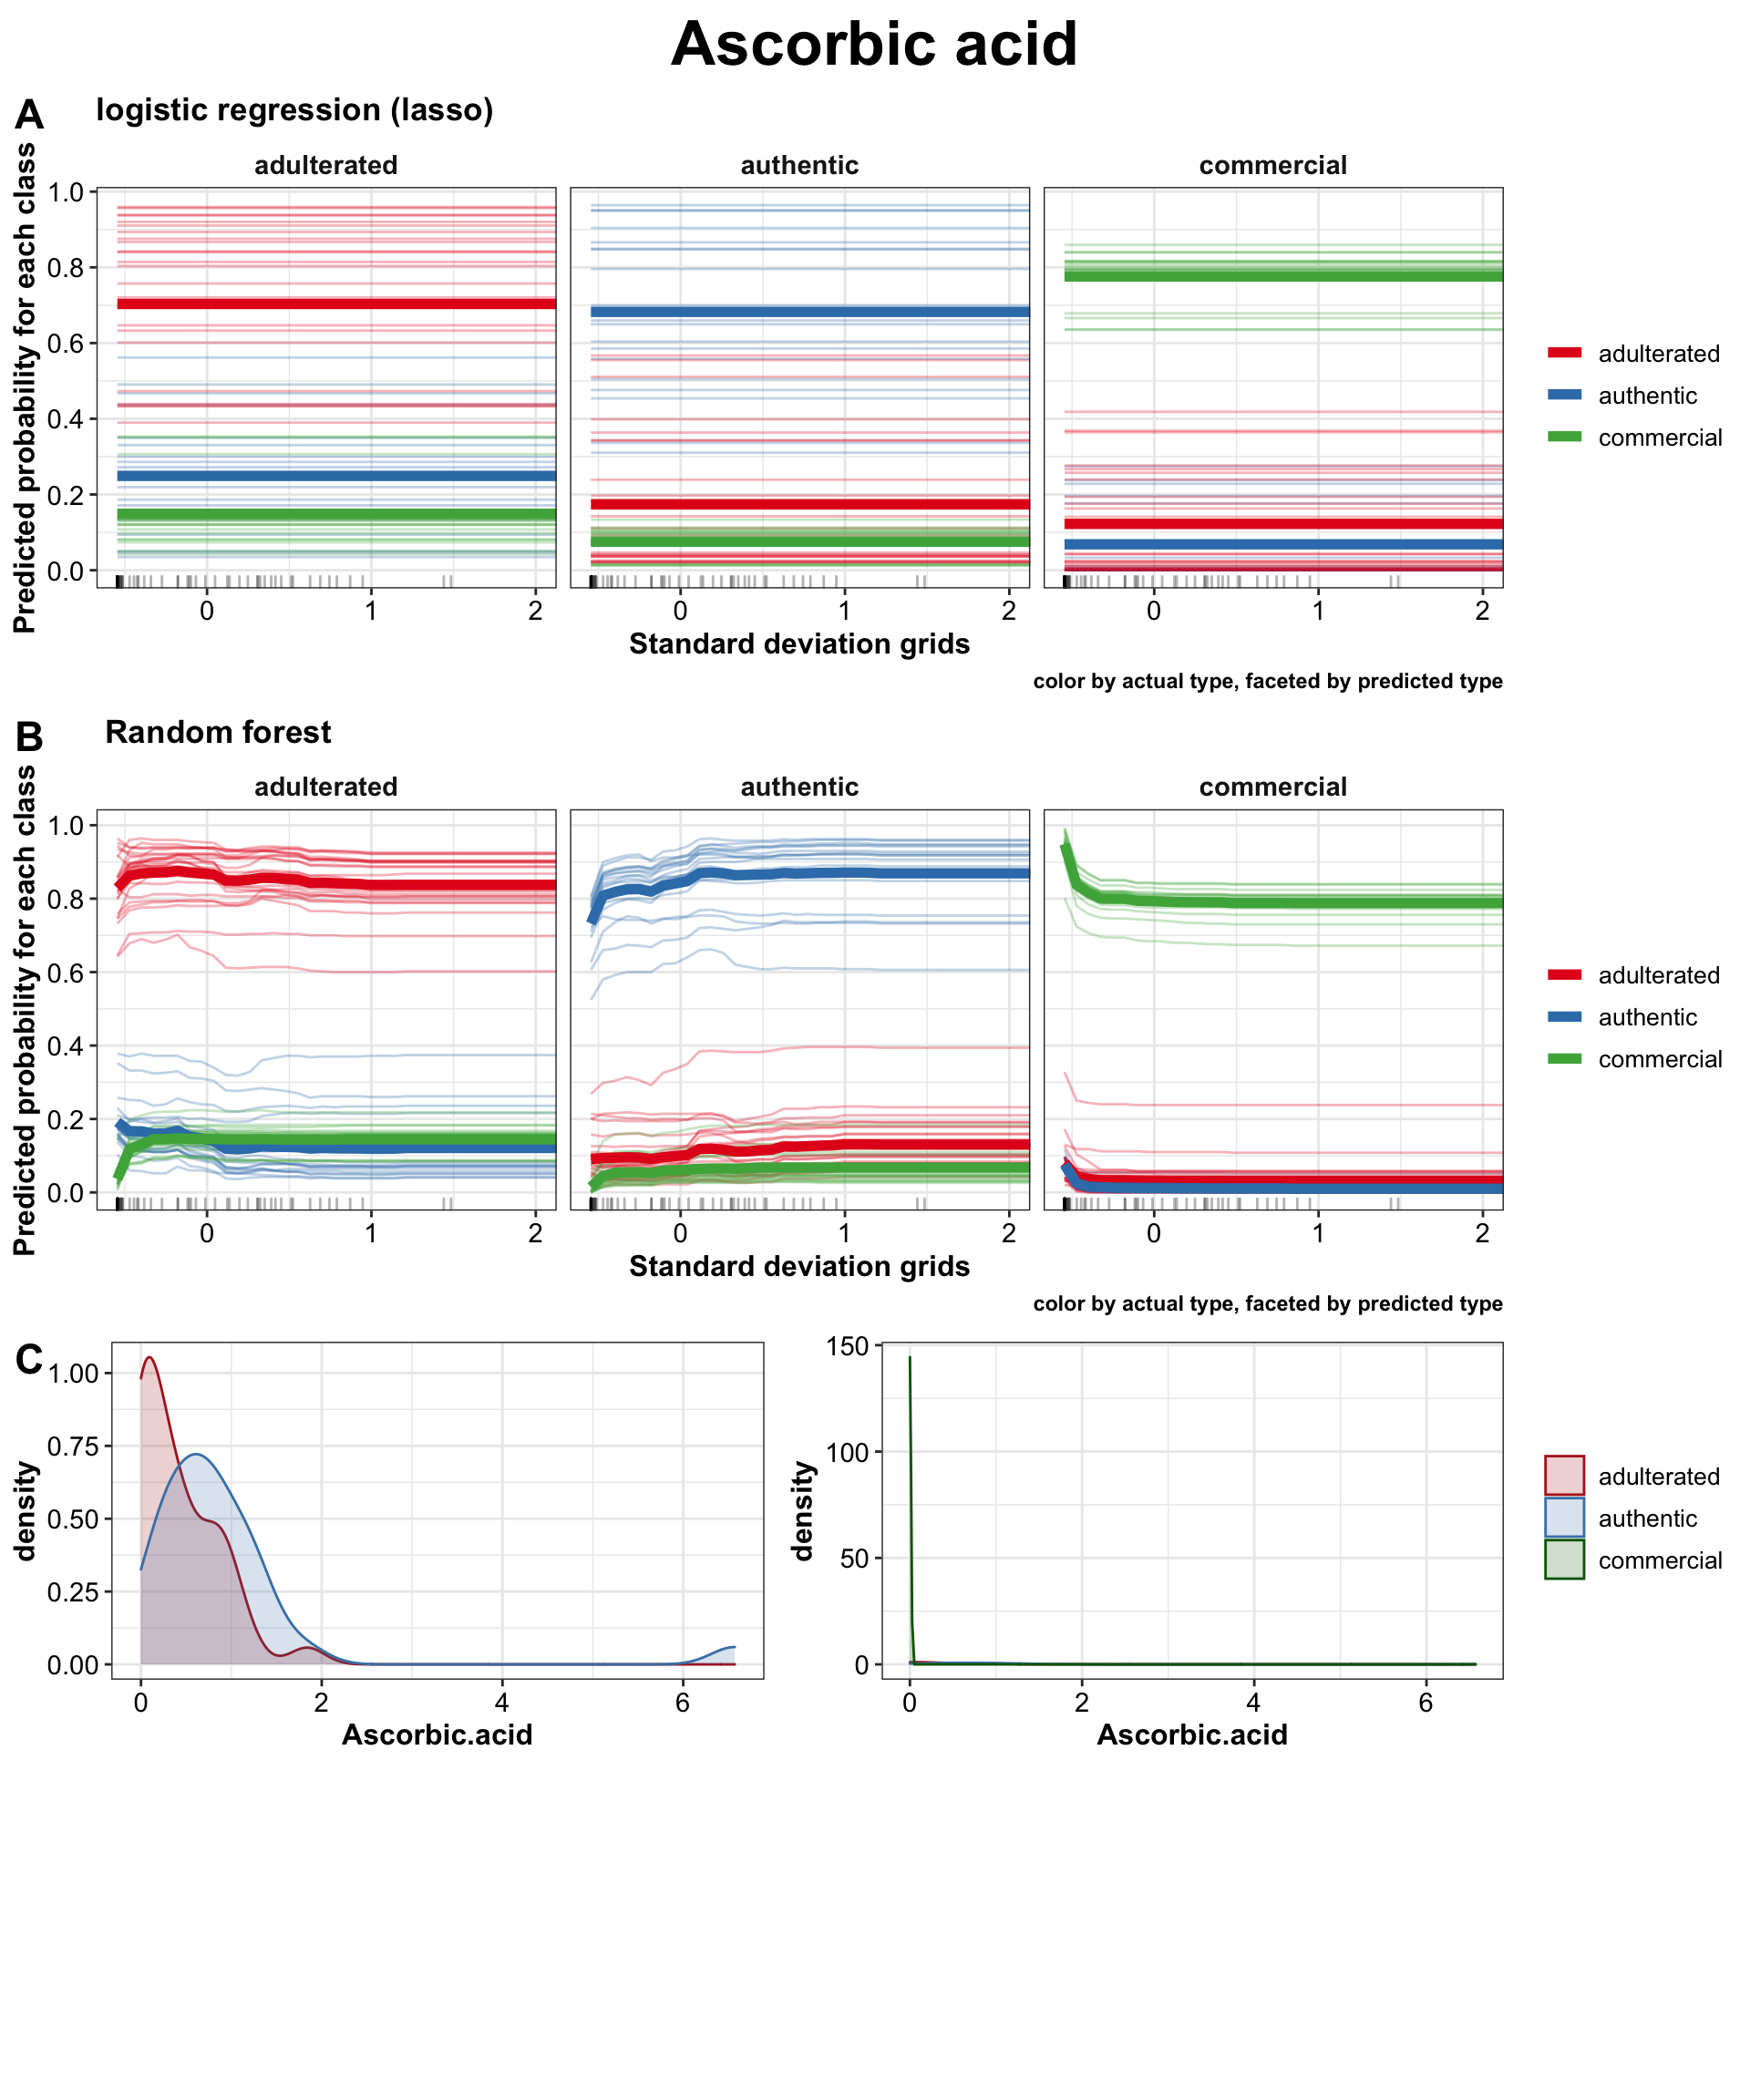 Ascorbic acid
A
logistic regression (lasso)
adulterated authentic commercial
Predicted probability for each class
1.0
0.8
0.6
0.4
0.2
0.0
0 1 2 0 1 2 0 1 2
Standard deviation grids
color by actual type, faceted by predicted type
adulterated
authentic
commercial
B
Random forest
adulterated authentic commercial
Predicted probability for each class
1.0
0.8
0.6
0.4
0.2
0.0
0 1 2 0 1 2 0 1 2
Standard deviation grids
color by actual type, faceted by predicted type
adulterated
authentic
commercial
C
density
1.00
0.75
0.50
0.25
0.00
0 2 4 6
Ascorbic.acid
density
150
100
50
0
0 2 4 6
Ascorbic.acid
adulterated
authentic
commercial